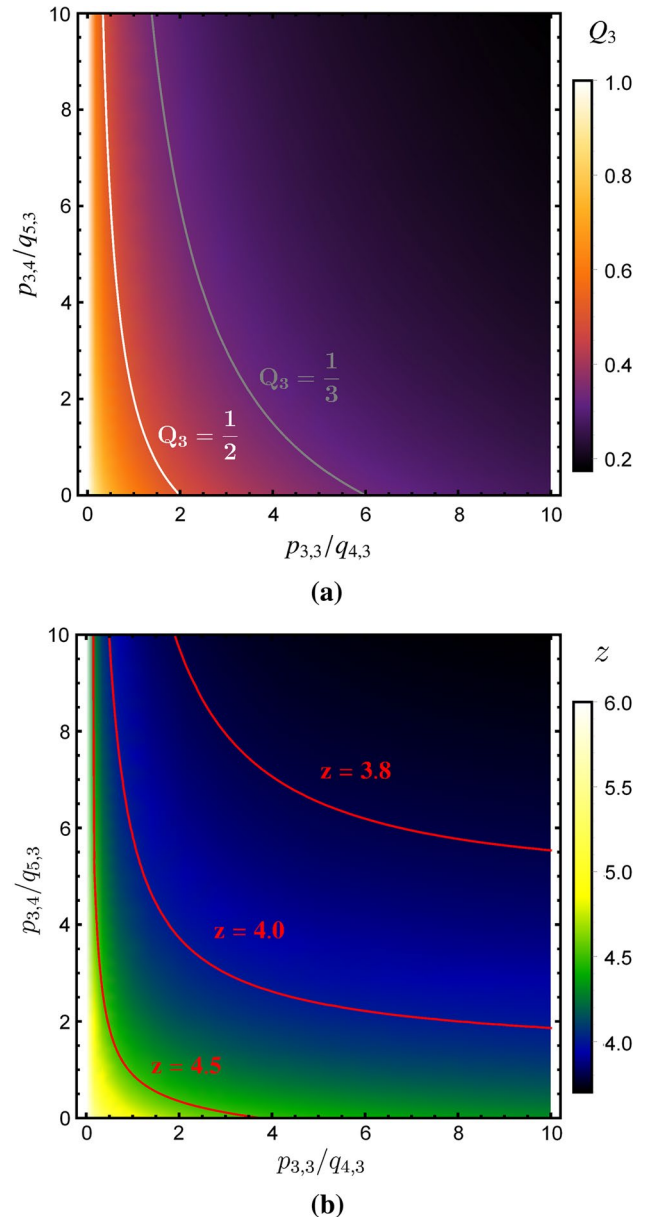 Q₃
10
8
6
4
2
0
p₃,₄/q₅,₃
1.0
0.8
0.6
0.4
0.2
Q₃ = 1/3
Q₃ = 1/2
0 2 4 6 8 10
p₃,₃/q₄,₃
(a)
z
10
8
6
4
2
0
p₃,₄/q₅,₃
6.0
5.5
5.0
4.5
4.0
z = 3.8
z = 4.0
z = 4.5
0 2 4 6 8 10
p₃,₃/q₄,₃
(b)